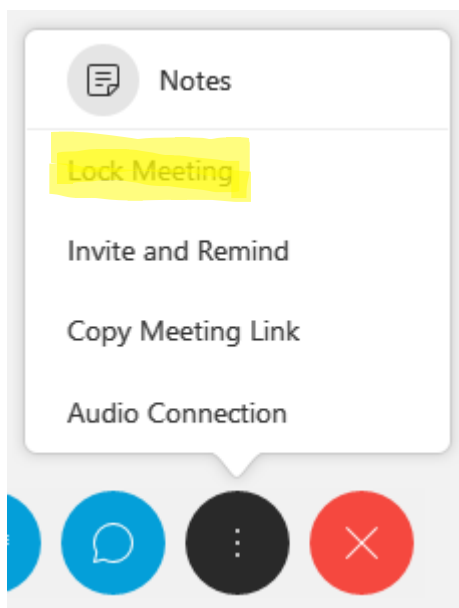 Notes
Lock Meeting
Invite and Remind
Copy Meeting Link
Audio Connection